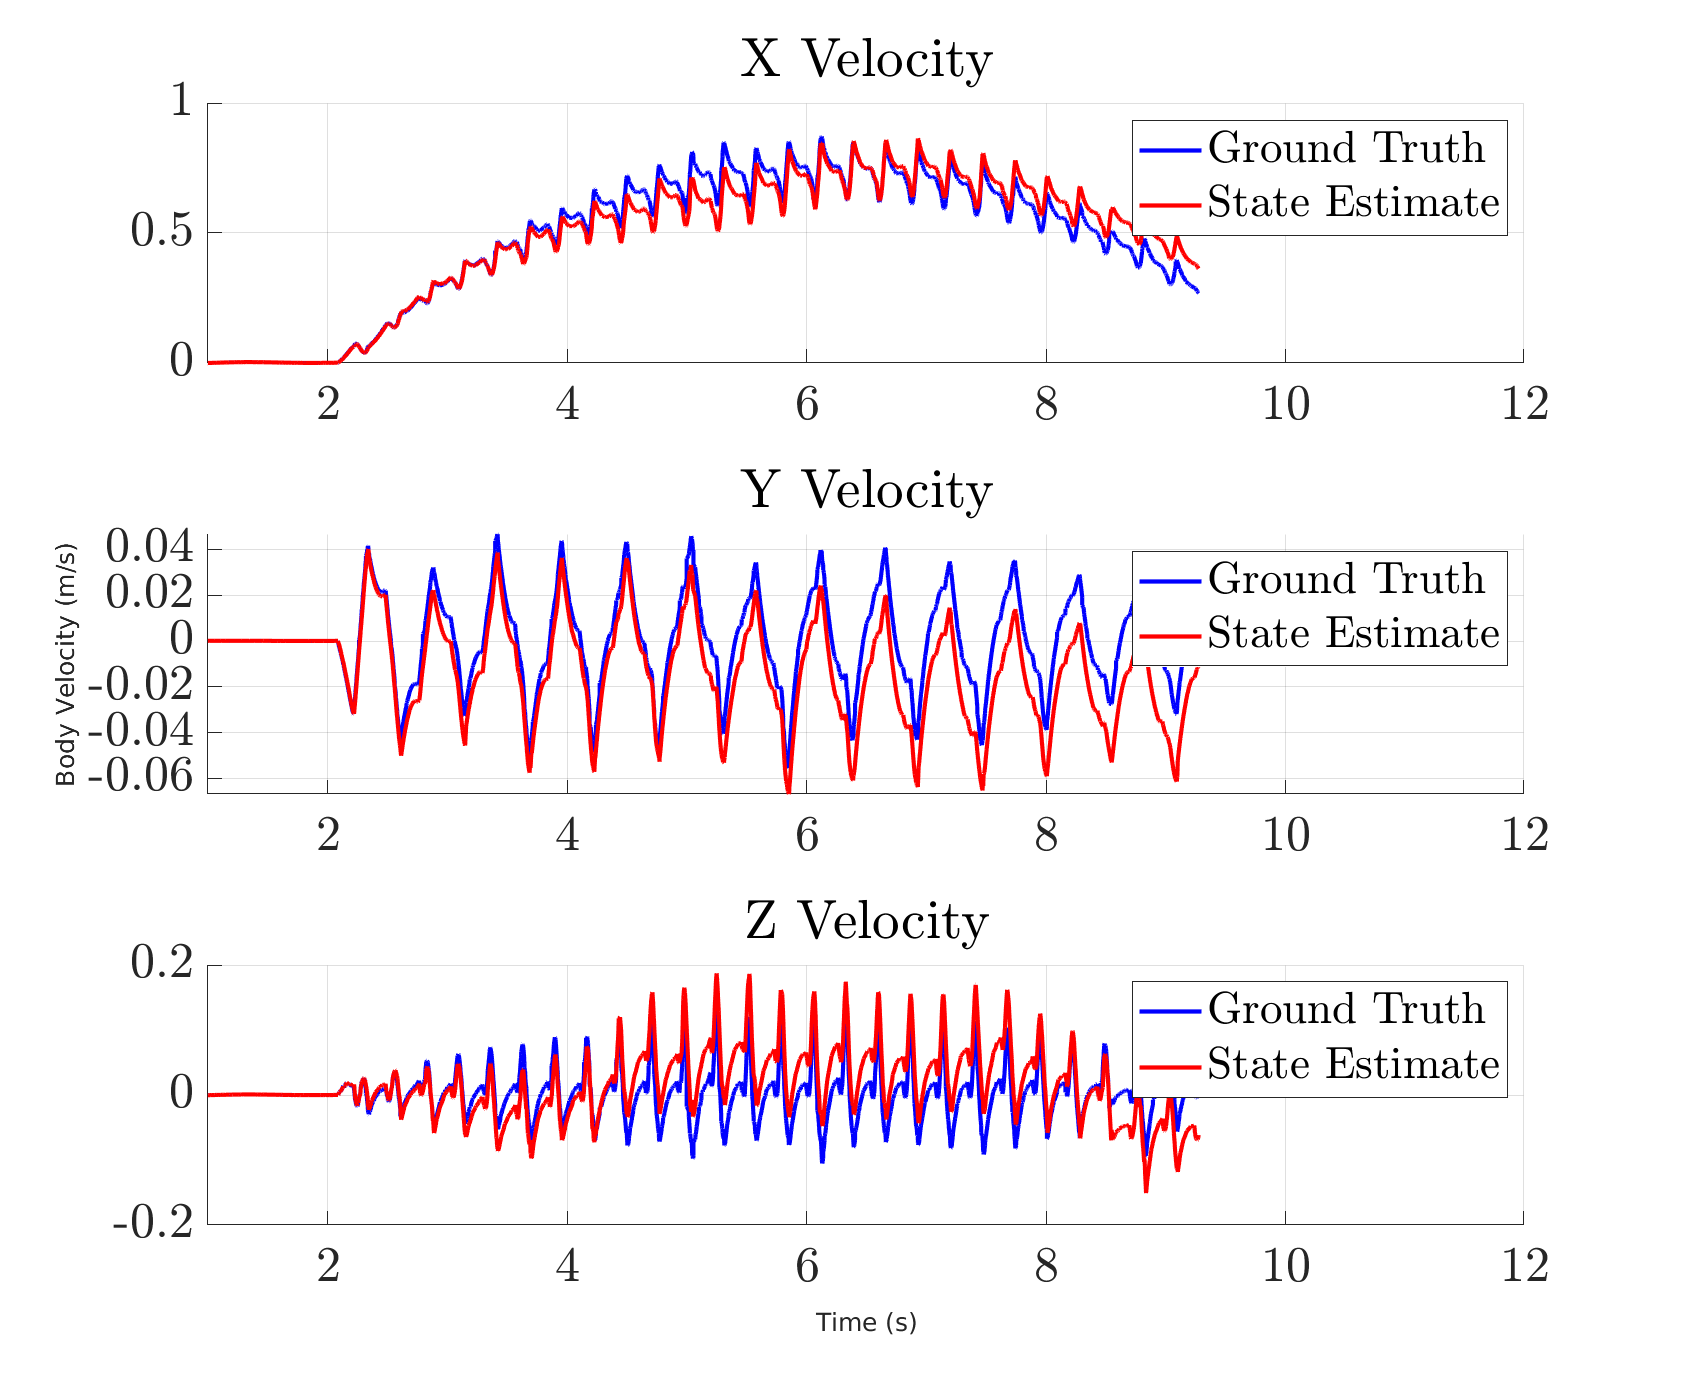 X Velocity
1
0.5
0
Ground Truth
State Estimate
2 4 6 8 10 12
Y Velocity
Body Velocity (m/s)
0.04
0.02
0
-0.02
-0.04
-0.06
Ground Truth
State Estimate
2 4 6 8 10 12
Z Velocity
0.2
0
-0.2
Ground Truth
State Estimate
2 4 6 8 10 12
Time (s)